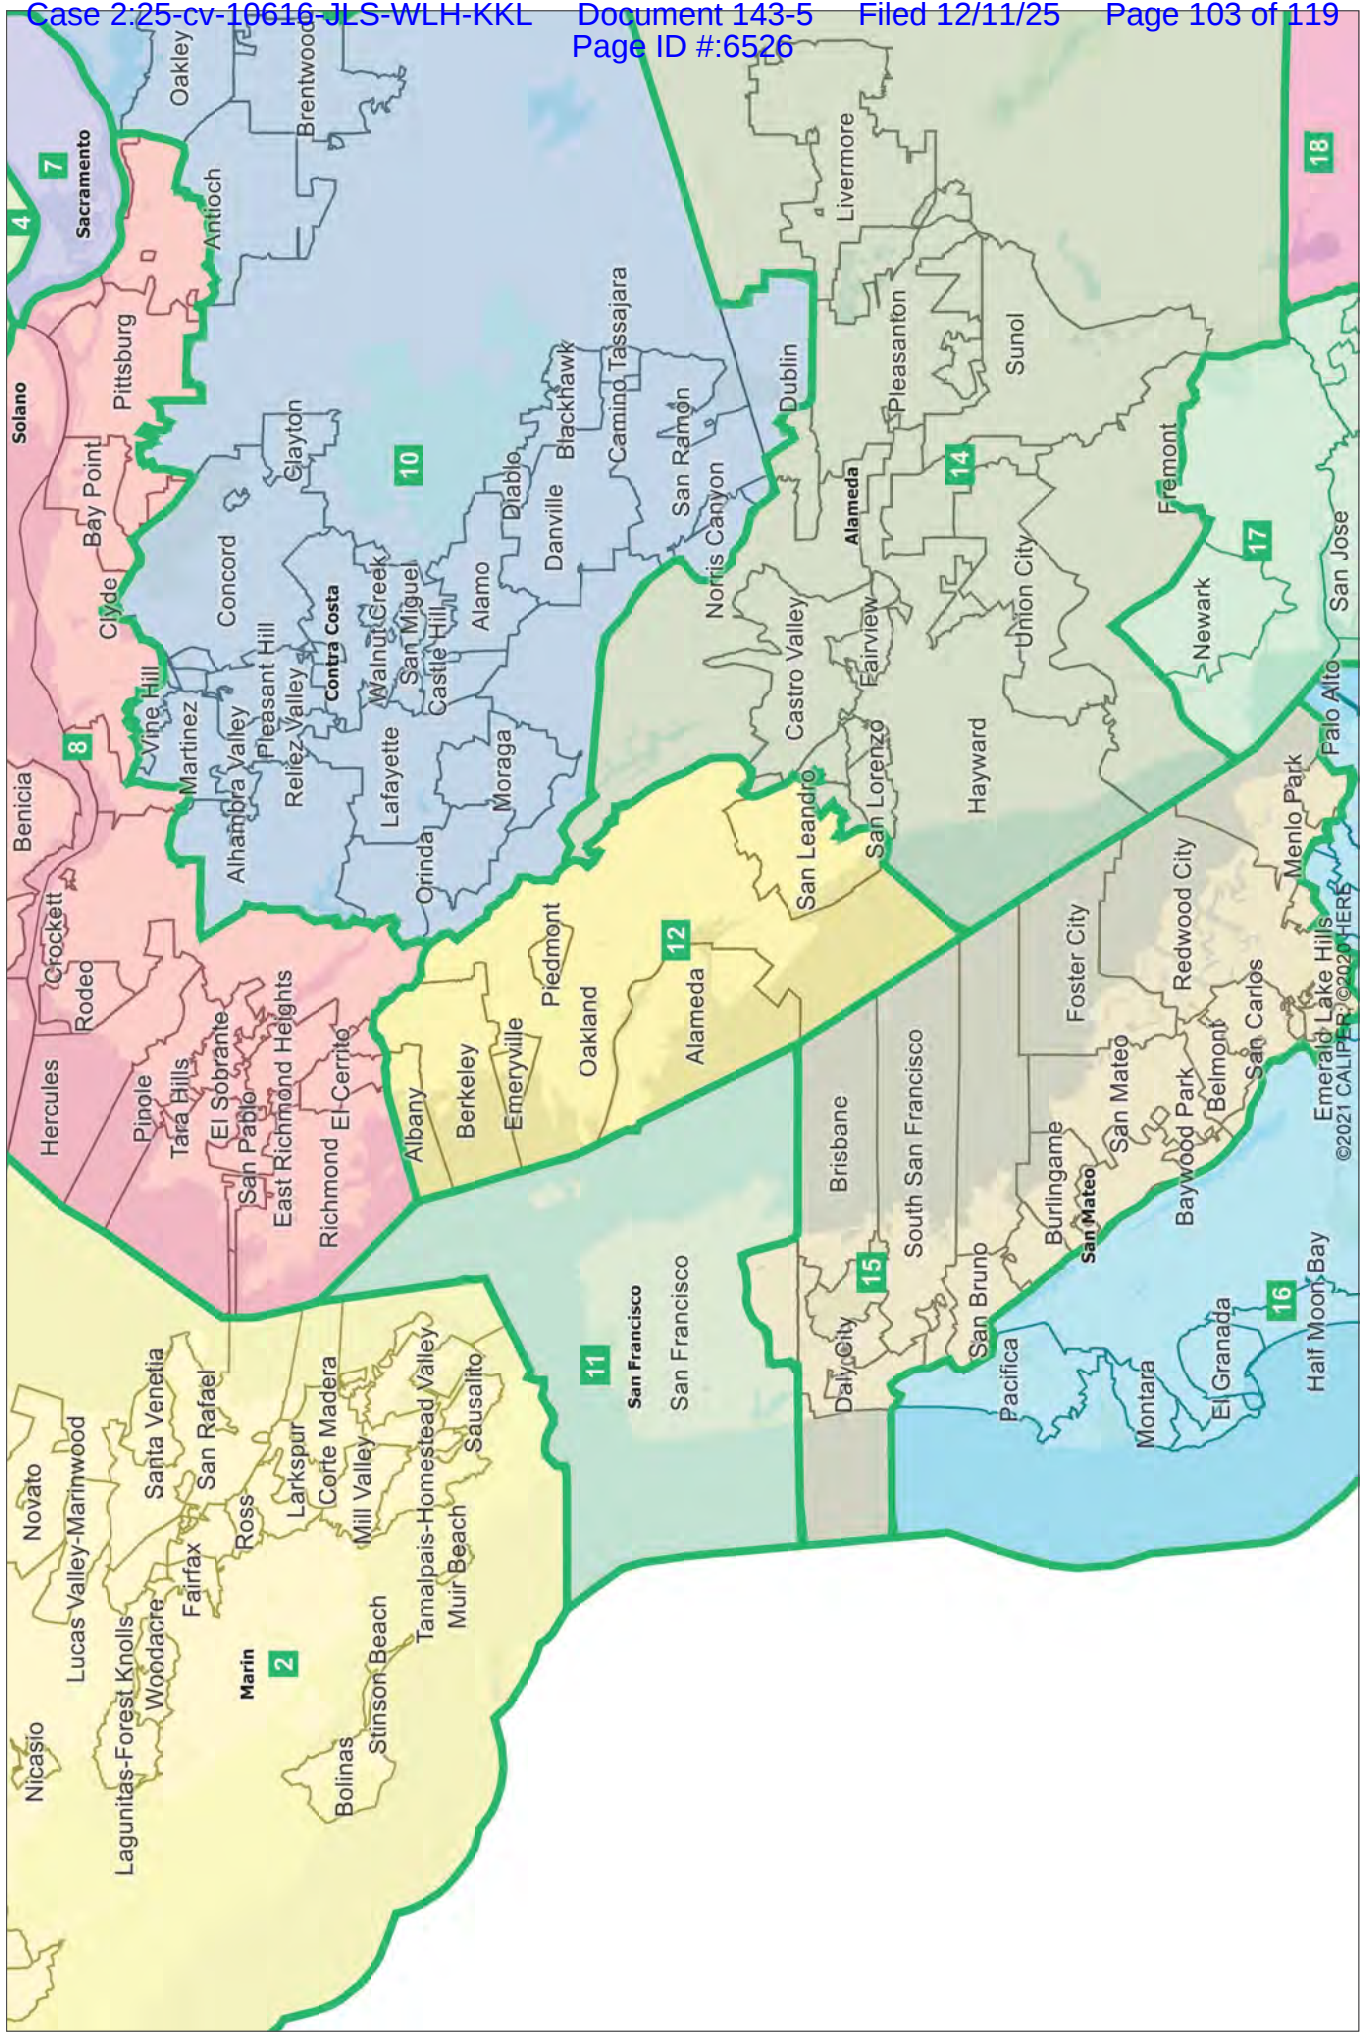 Case 2:25-cv-10616-JLS-WLH-KKL Document 143-5 Filed 12/11/25 Page 103 of 119
Page ID #:6526
Nicasio
Novato
Lucas Valley-Marinwood
Lagunitas-Forest Knolls
Woodacre
Santa Venetia
Fairfax
San Rafael
Ross
Marin
2
Larkspur
Corte Madera
Mill Valley
Bolinas
Stinson Beach
Tamalpais-Homestead Valley
Muir Beach
Sausalito
Hercules
Crockett
Rodeo
Benicia
8
Solano
4
7
Sacramento
Pinole
Tara Hills
El Sobrante
San Pablo
East Richmond Heights
Richmond
El Cerrito
Vine Hill
Clyde
Bay Point
Pittsburg
Antioch
Oakley
Brentwood
Martinez
Alhambra Valley
Concord
Pleasant Hill
Reliez Valley
Clayton
Contra Costa
Walnut Creek
San Miguel
Castle Hill
10
Lafayette
Orinda
Moraga
Alamo
Diablo
Danville
Blackhawk
Camino Tassajara
San Ramon
Norris Canyon
Dublin
Albany
Berkeley
Emeryville
Piedmont
Oakland
12
Alameda
San Leandro
11
San Francisco
San Francisco
Castro Valley
Alameda
Fairview
San Lorenzo
Livermore
Pleasanton
14
Sunol
Hayward
Union City
Fremont
Newark
17
San Jose
18
Brisbane
15
Daly City
South San Francisco
San Bruno
Burlingame
San Mateo
San Mateo
Foster City
Baywood Park
Belmont
San Carlos
Redwood City
Menlo Park
Palo Alto
Emerald Lake Hills
Pacifica
Montara
El Granada
16
Half Moon Bay
©2021 CALIPER; ©2020 HERE